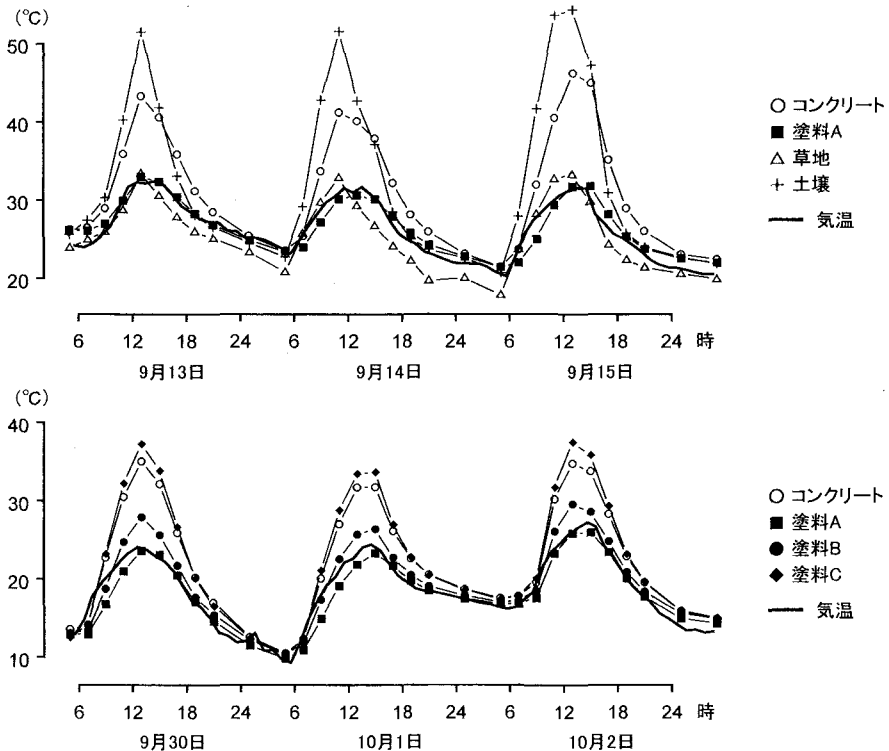 (℃)
50
40
30
20
コンクリート
塗料A
草地
土壌
気温
6 12 18 24 6 12 18 24 6 12 18 24 時
9月13日 9月14日 9月15日
(℃)
40
30
20
10
コンクリート
塗料A
塗料B
塗料C
気温
6 12 18 24 6 12 18 24 6 12 18 24 時
9月30日 10月1日 10月2日